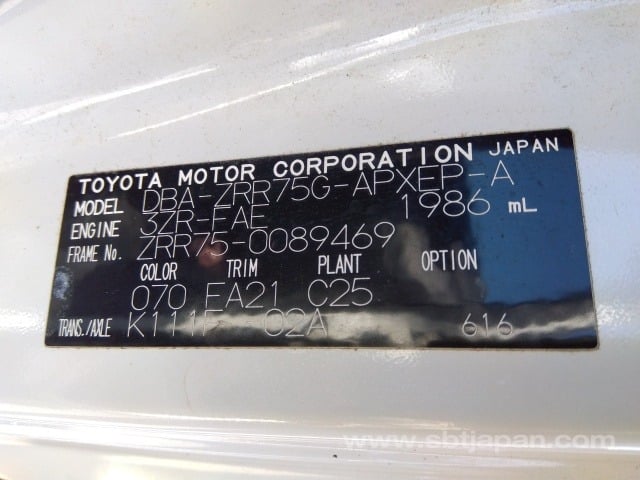 TOYOTA MOTOR CORPORATION JAPAN
MODEL DBA-ZRR75G-APXEP-A
ENGINE 3ZR-FAE 1986 mL
FRAME No. ZRR75-0089469
COLOR TRIM PLANT OPTION
070 EA21 C25
TRANS./AXLE K111F -02A 616
www.sbtjapan.com